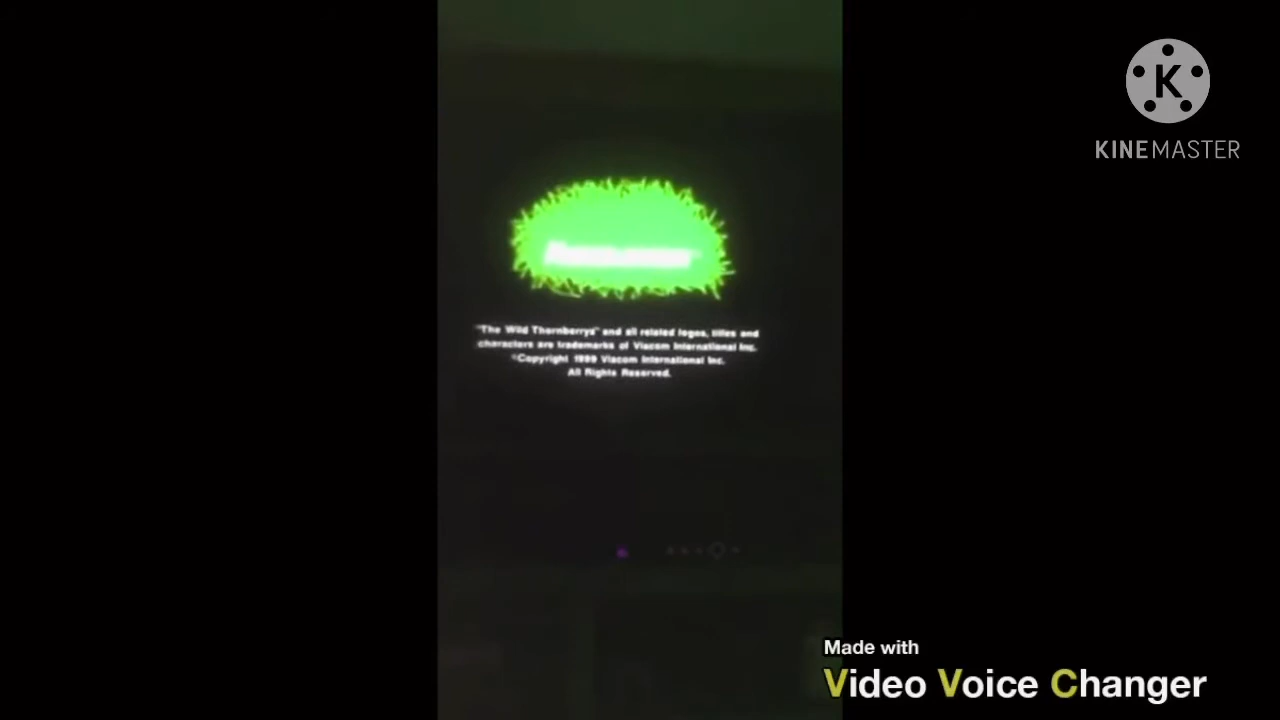 K
KINEMASTER
"The Wild Thornberrys" and all related logos, titles and
characters are trademarks of Viacom International Inc.
©Copyright 1999 Viacom International Inc.
All Rights Reserved.
Made with
Video Voice Changer